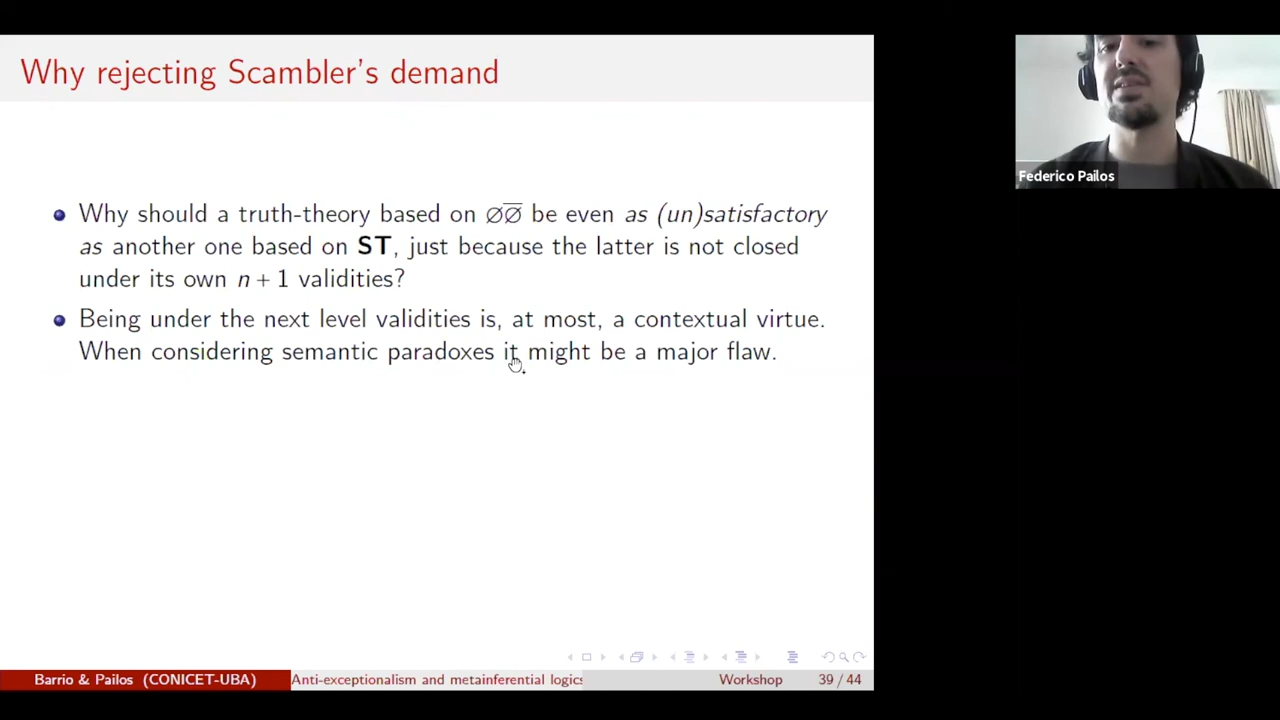 Why rejecting Scambler's demand
Federico Pailos
Why should a truth-theory based on ∅∅̅ be even as (un)satisfactory
as another one based on ST, just because the latter is not closed
under its own n + 1 validities?
Being under the next level validities is, at most, a contextual virtue.
When considering semantic paradoxes it might be a major flaw.
Barrio & Pailos (CONICET-UBA)
Anti-exceptionalism and metainferential logics
Workshop
39 / 44